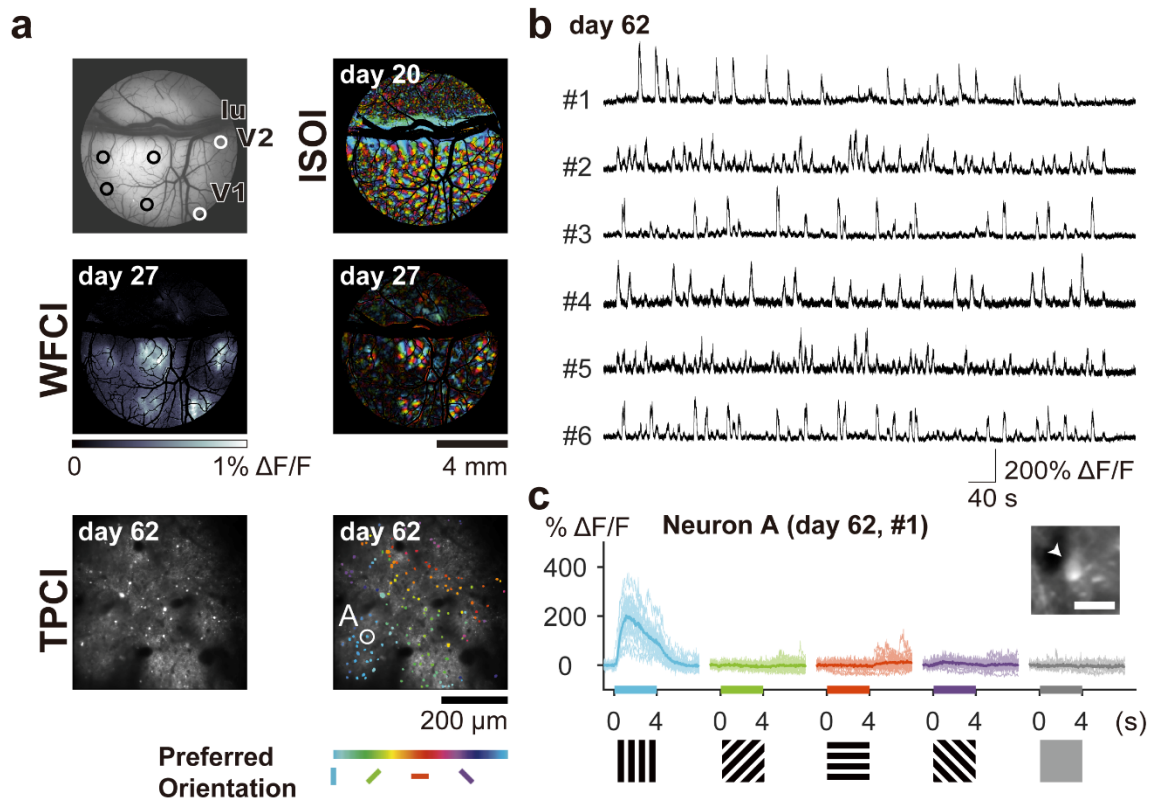 a
lu
V2
V1
ISOI
day 20
WFCI
day 27
day 27
0
1% ΔF/F
4 mm
TPCI
day 62
day 62
A
200 μm
Preferred
Orientation
b
day 62
#1
#2
#3
#4
#5
#6
200% ΔF/F
40 s
c
% ΔF/F
Neuron A (day 62, #1)
400
200
0
0 4 0 4 0 4 0 4 0 4 (s)